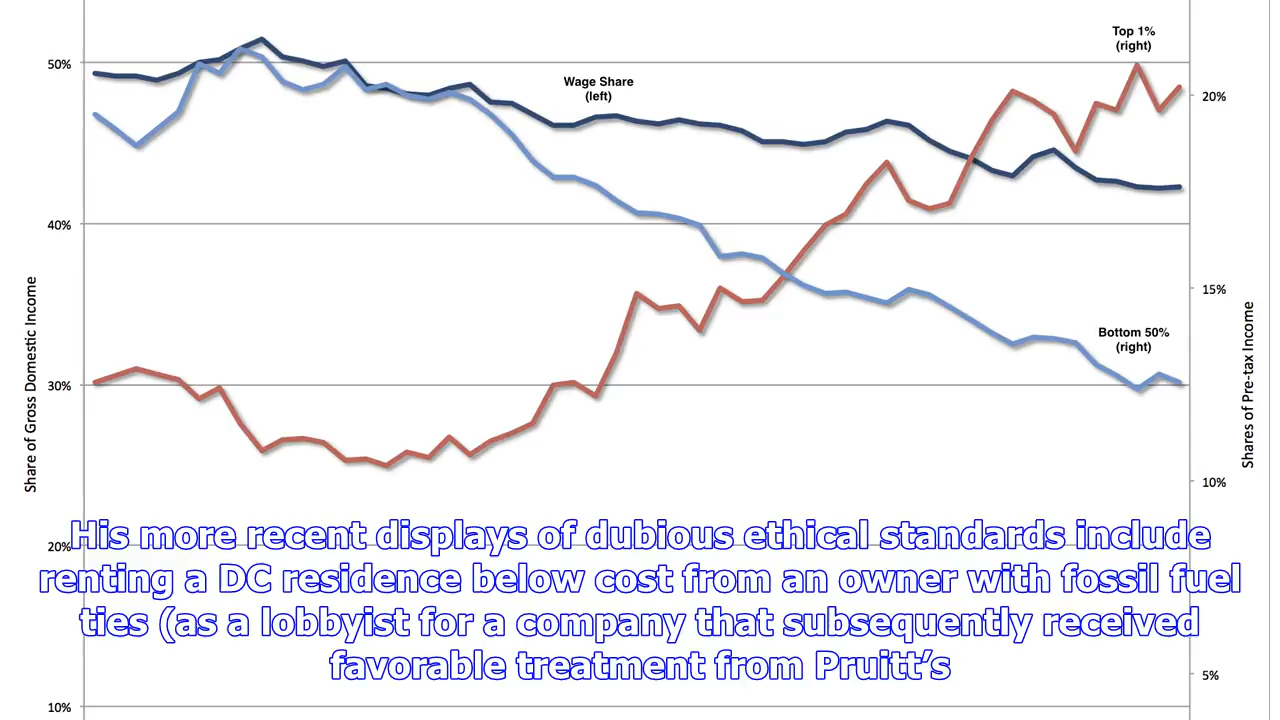 Top 1%
(right)
50%
Wage Share
(left)
20%
40%
Share of Gross Domestic Income
15%
Shares of Pre-tax Income
Bottom 50%
(right)
30%
10%
His more recent displays of dubious ethical standards include
20%
renting a DC residence below cost from an owner with fossil fuel
ties (as a lobbyist for a company that subsequently received
favorable treatment from Pruitt’s
5%
10%